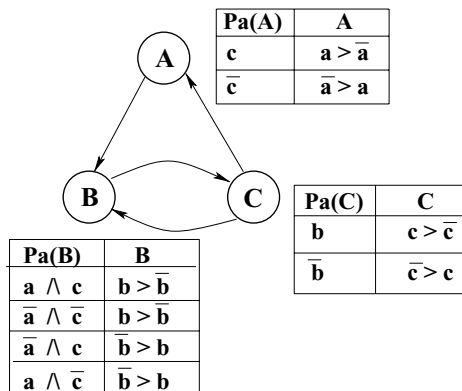 Pa(A) A
c a > a̅
c̅ a̅ > a
A
B
C
Pa(C) C
b c > c̅
b̅ c̅ > c
Pa(B) B
a /\ c b > b̅
a̅ /\ c̅ b > b̅
a̅ /\ c b̅ > b
a /\ c̅ b̅ > b